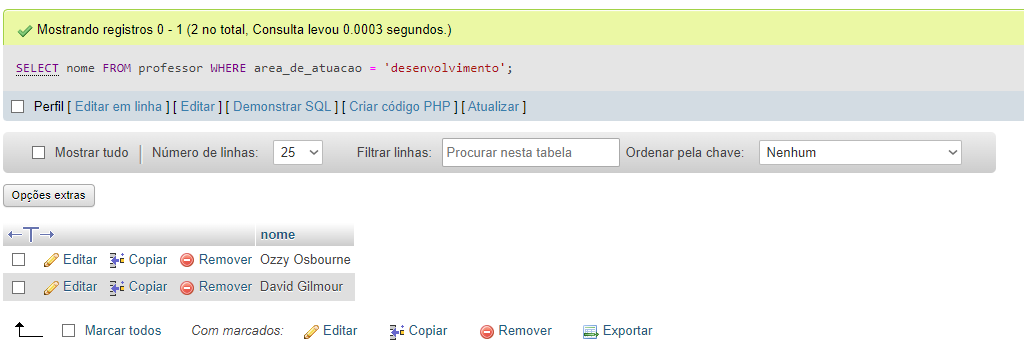 Mostrando registros 0 - 1 (2 no total, Consulta levou 0.0003 segundos.)
SELECT nome FROM professor WHERE area_de_atuacao = 'desenvolvimento';
Perfil [ Editar em linha ] [ Editar ] [ Demonstrar SQL ] [ Criar código PHP ] [ Atualizar ]
Mostrar tudo | Número de linhas: 25 Filtrar linhas: Procurar nesta tabela Ordenar pela chave: Nenhum
Opções extras
←T→ nome
Editar Copiar Remover Ozzy Osbourne
Editar Copiar Remover David Gilmour
Marcar todos Com marcados: Editar Copiar Remover Exportar